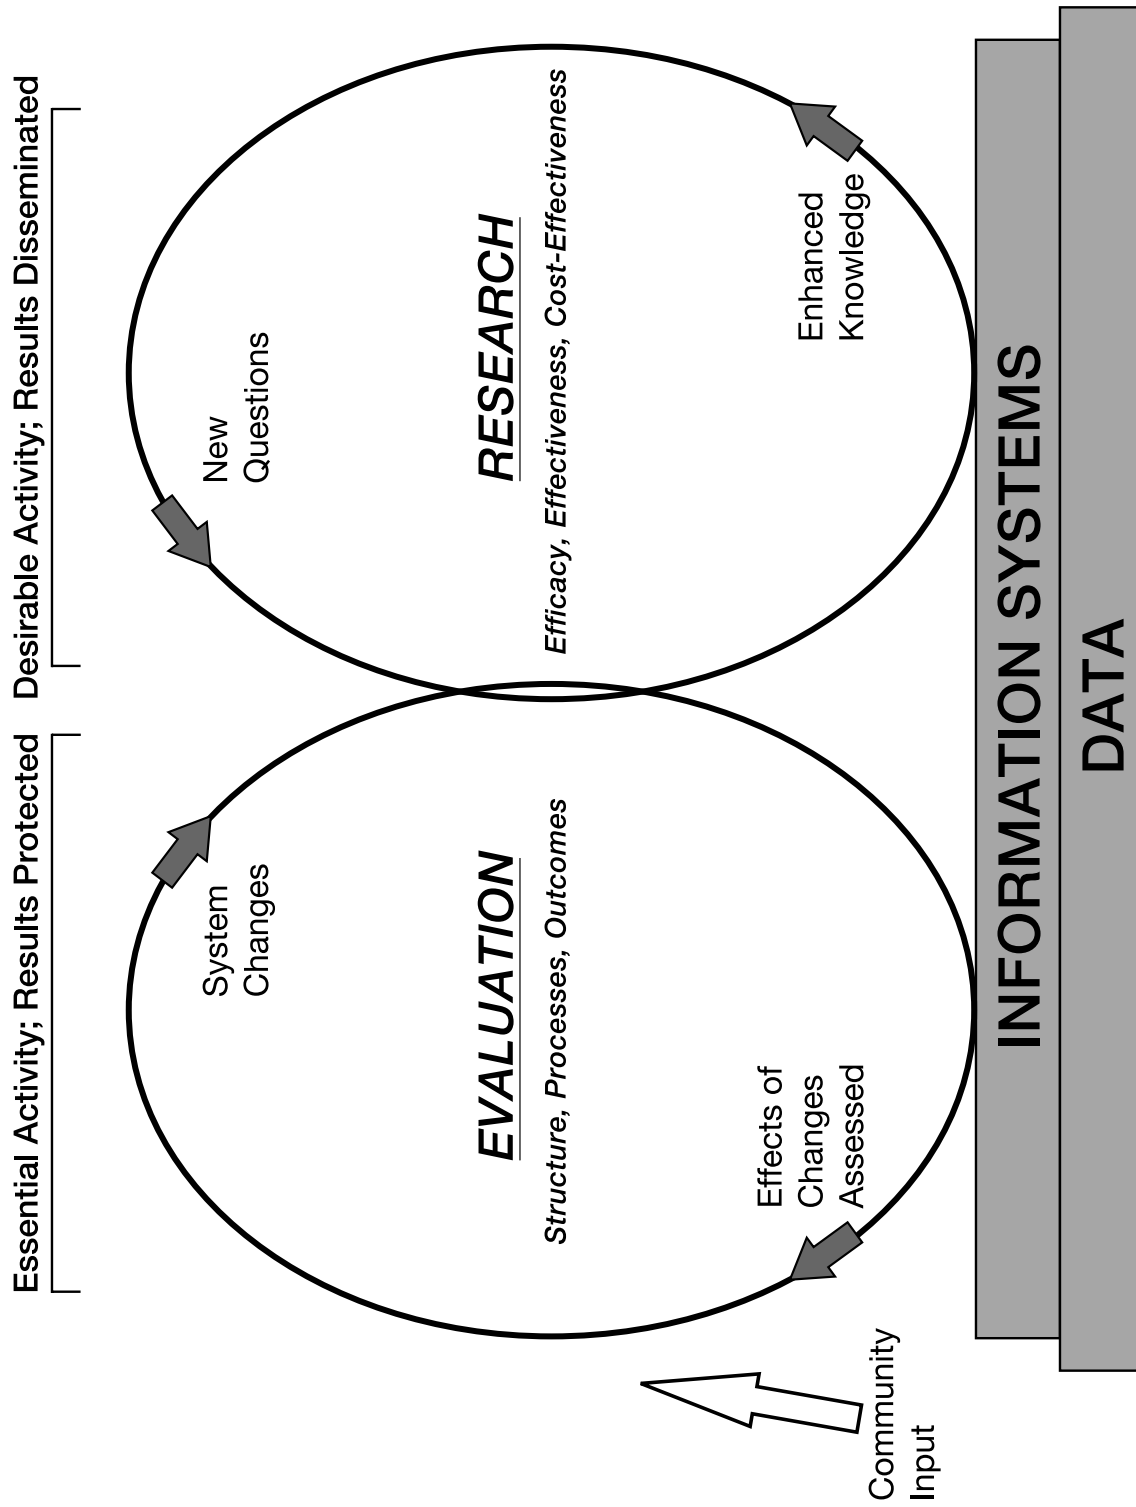 Essential Activity; Results Protected
Desirable Activity; Results Disseminated
System
Changes
New
Questions
EVALUATION
Structure, Processes, Outcomes
RESEARCH
Efficacy, Effectiveness, Cost-Effectiveness
Effects of
Changes
Assessed
Enhanced
Knowledge
Community
Input
INFORMATION SYSTEMS
DATA